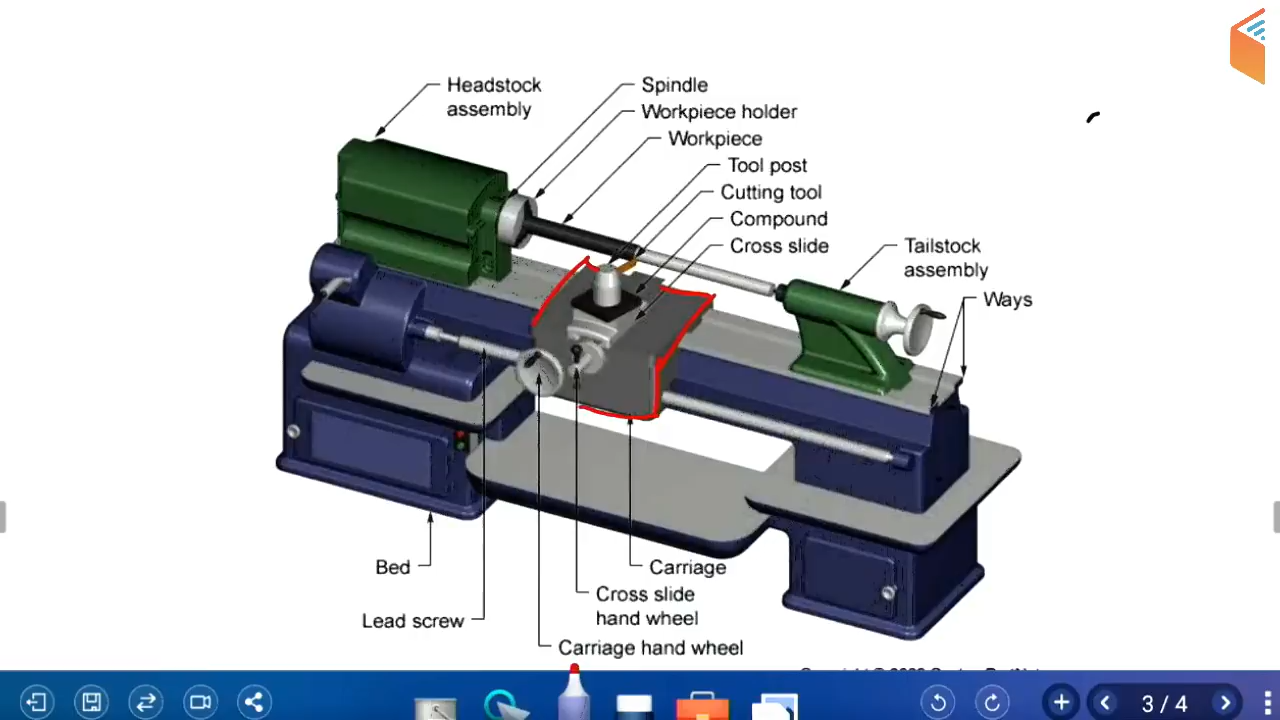 Headstock
assembly
Spindle
Workpiece holder
Workpiece
Tool post
Cutting tool
Compound
Cross slide
Tailstock
assembly
Ways
Bed
Carriage
Cross slide
hand wheel
Lead screw
Carriage hand wheel
3 / 4